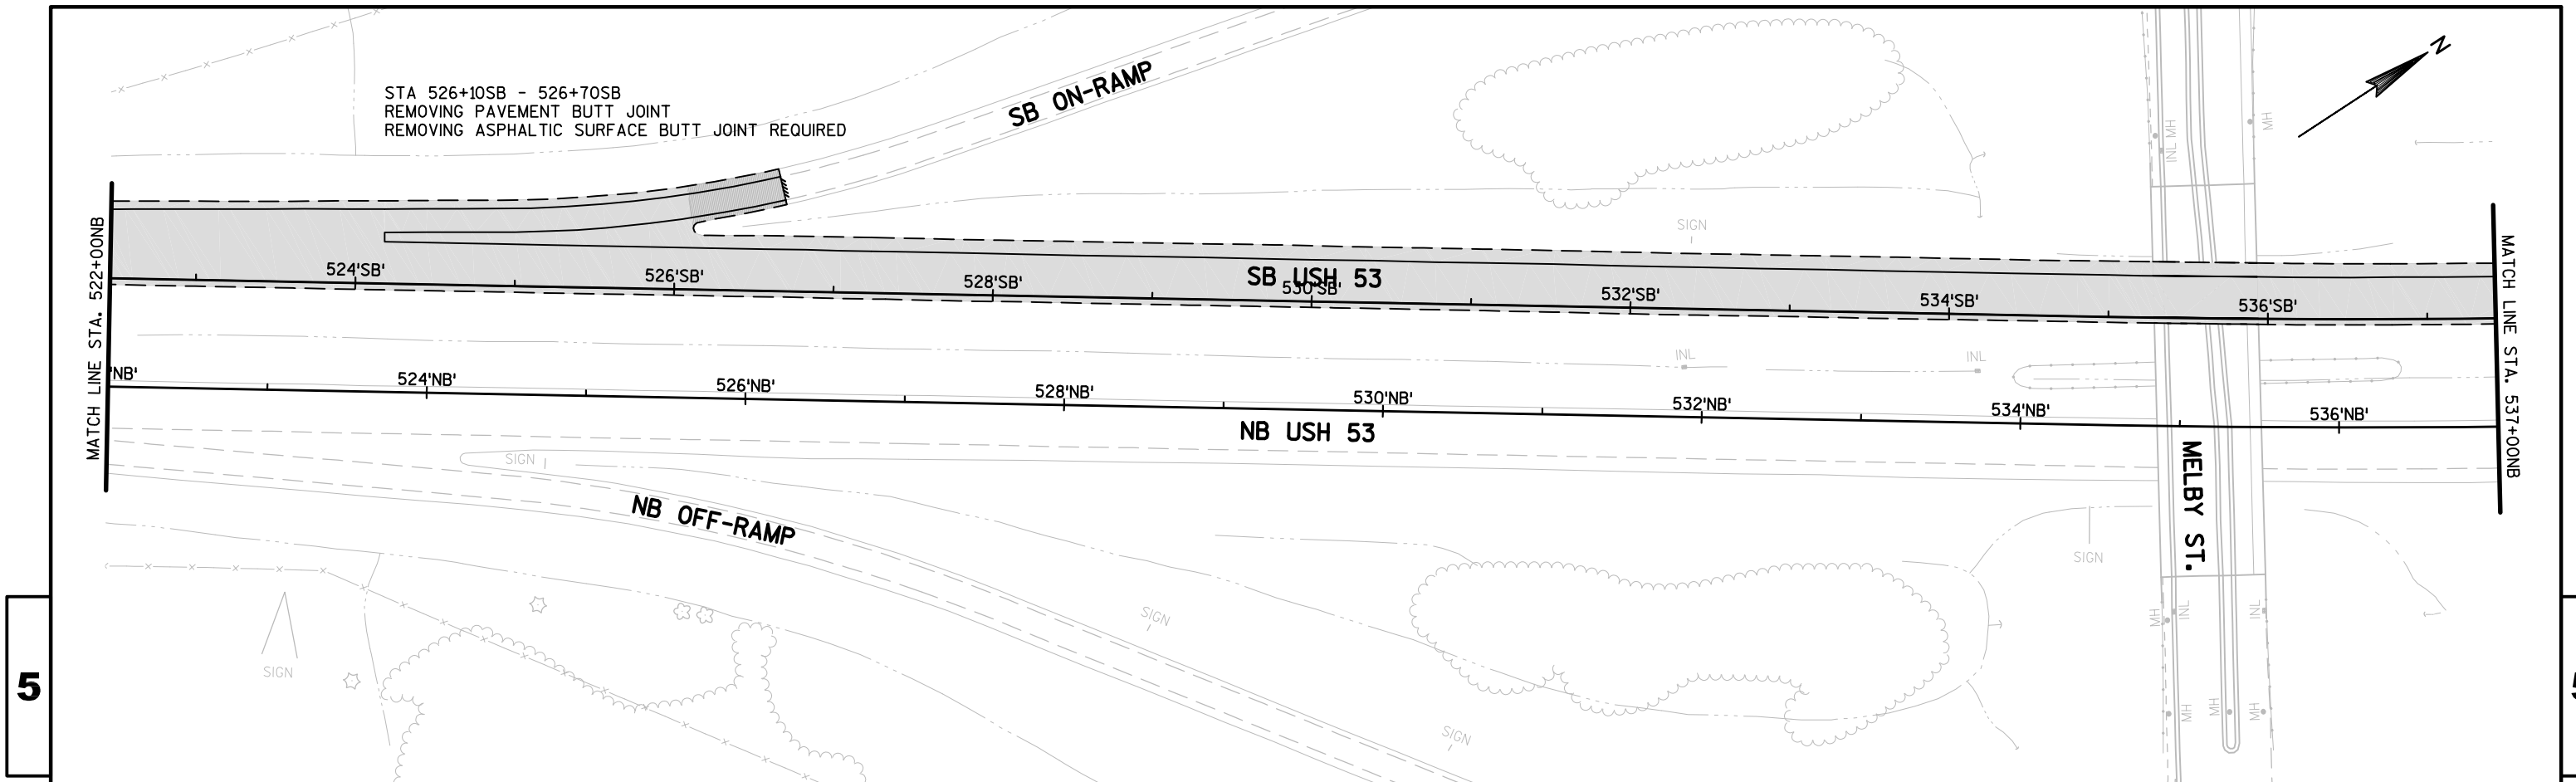 N
STA 526+10SB - 526+70SB
REMOVING PAVEMENT BUTT JOINT
REMOVING ASPHALTIC SURFACE BUTT JOINT REQUIRED
SB ON-RAMP
MH
INL
MH
SIGN
MATCH LINE STA. 522+00NB
524'SB'
526'SB'
528'SB'
SB USH 53
530'SB'
532'SB'
534'SB'
536'SB'
MATCH LINE STA. 537+00NB
INL
INL
'NB'
524'NB'
526'NB'
528'NB'
530'NB'
532'NB'
534'NB'
536'NB'
NB USH 53
SIGN
NB OFF-RAMP
MELBY ST.
SIGN
SIGN
SIGN
SIGN
MH
INL
INL
MH
MH
MH
5